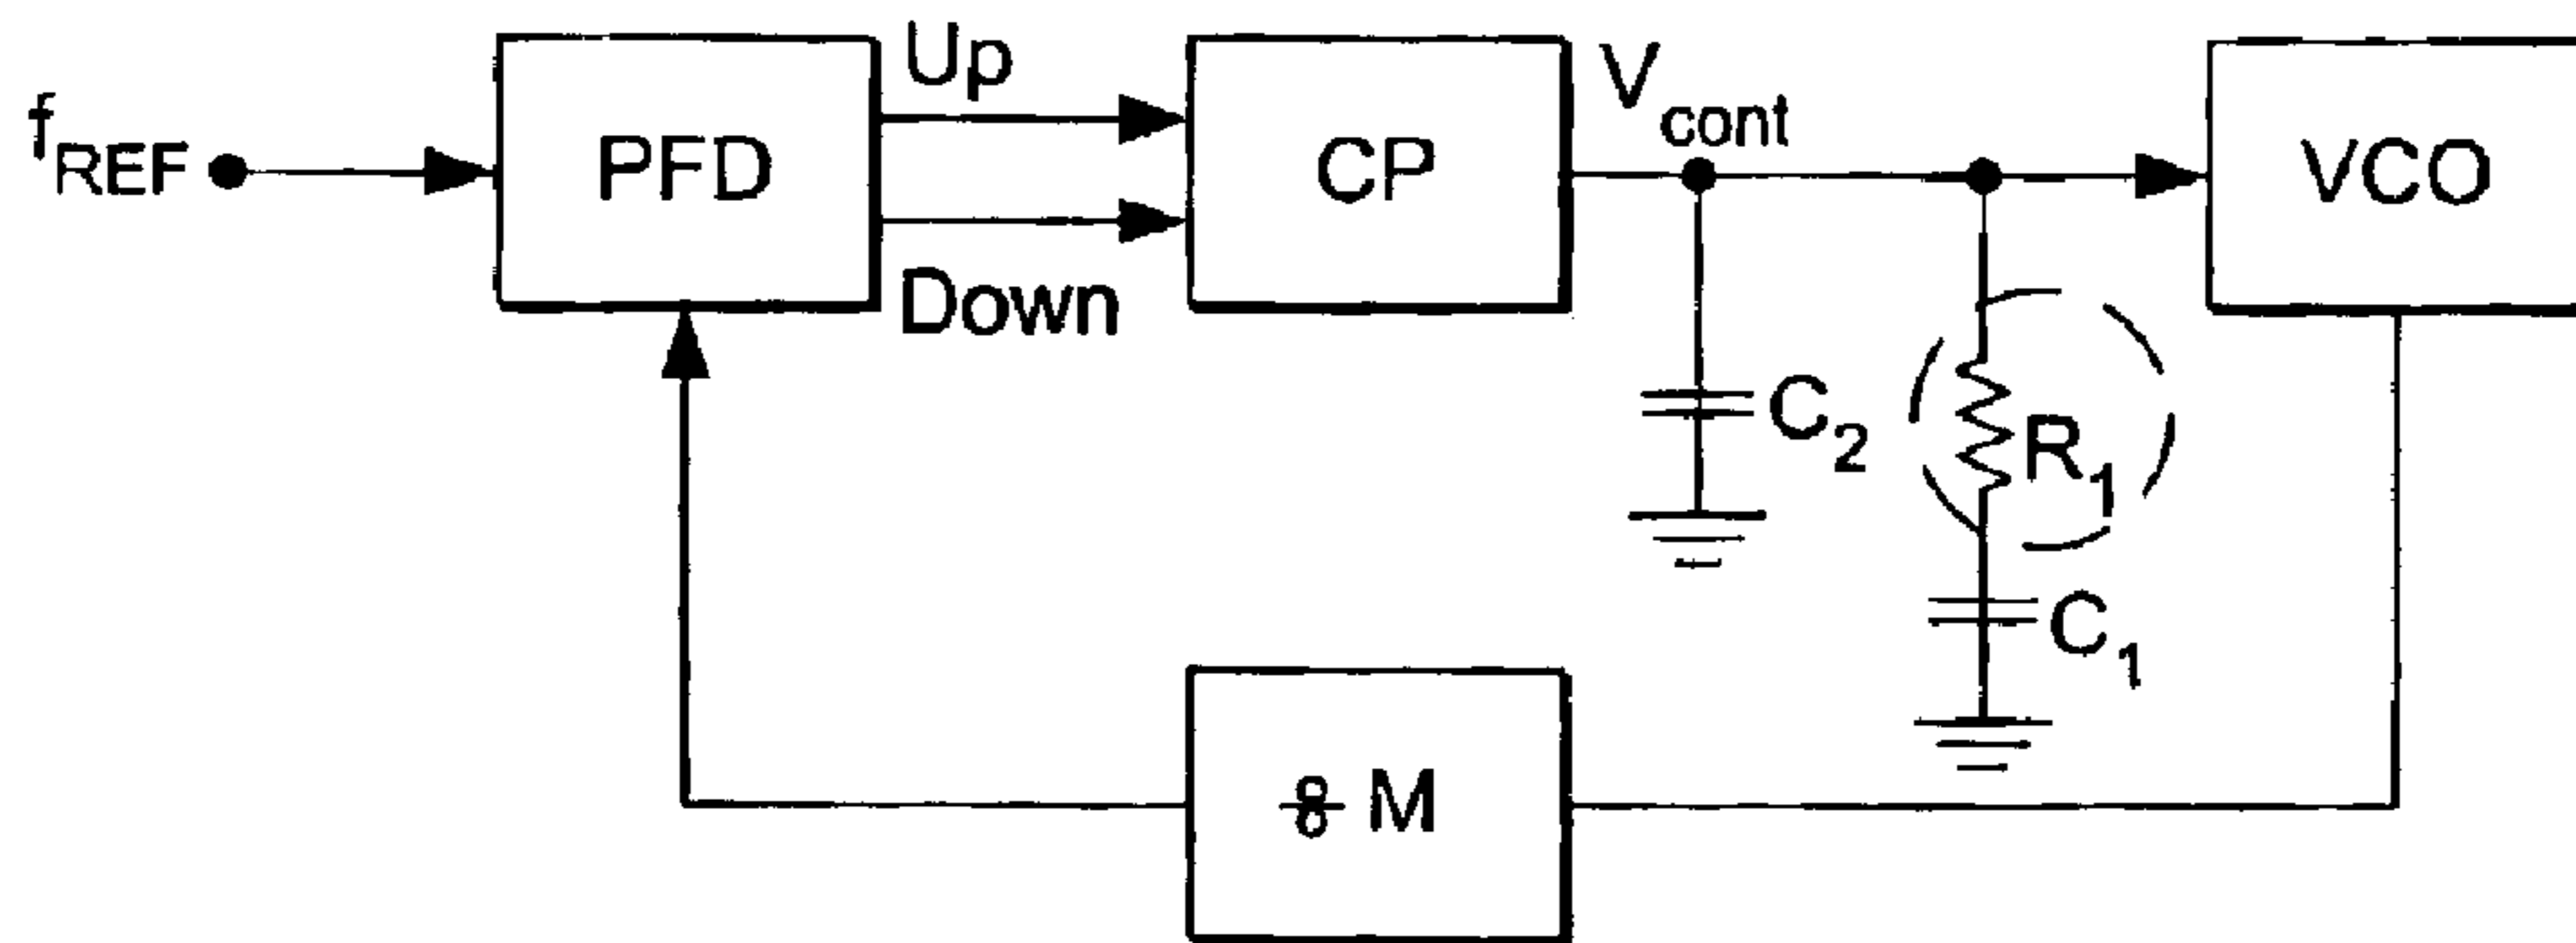 f_REF
PFD
Up
Down
CP
V_cont
VCO
C_2
R_1
C_1
÷ M